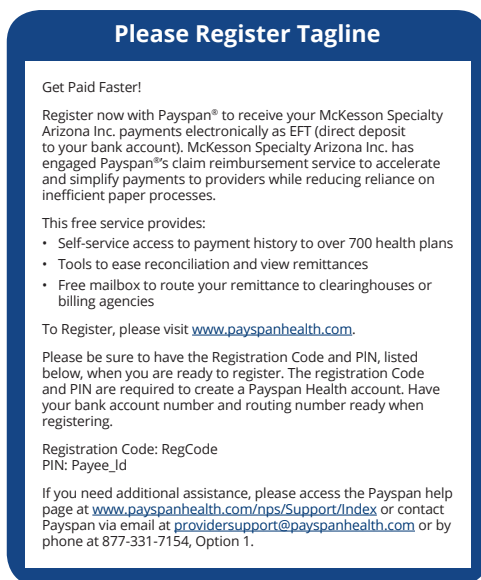 Please Register Tagline
Get Paid Faster!
Register now with Payspan® to receive your McKesson Specialty
Arizona Inc. payments electronically as EFT (direct deposit
to your bank account). McKesson Specialty Arizona Inc. has
engaged Payspan®'s claim reimbursement service to accelerate
and simplify payments to providers while reducing reliance on
inefficient paper processes.
This free service provides:
• Self-service access to payment history to over 700 health plans
• Tools to ease reconciliation and view remittances
• Free mailbox to route your remittance to clearinghouses or
billing agencies
To Register, please visit www.payspanhealth.com.
Please be sure to have the Registration Code and PIN, listed
below, when you are ready to register. The registration Code
and PIN are required to create a Payspan Health account. Have
your bank account number and routing number ready when
registering.
Registration Code: RegCode
PIN: Payee_ld
If you need additional assistance, please access the Payspan help
page at www.payspanhealth.com/nps/Support/Index or contact
Payspan via email at providersupport@payspanhealth.com or by
phone at 877-331-7154, Option 1.